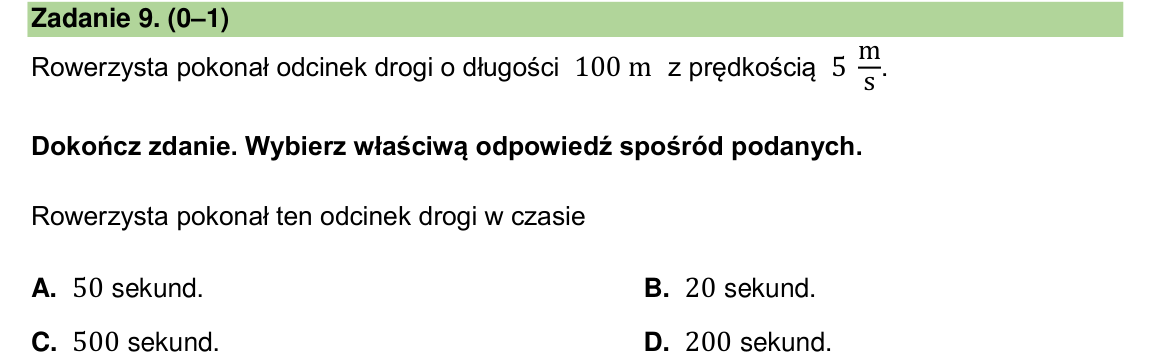 Zadanie 9. (0–1)
Rowerzysta pokonał odcinek drogi o długości 100 m z prędkością 5 m/s.
Dokończ zdanie. Wybierz właściwą odpowiedź spośród podanych.
Rowerzysta pokonał ten odcinek drogi w czasie
A. 50 sekund. B. 20 sekund.
C. 500 sekund. D. 200 sekund.